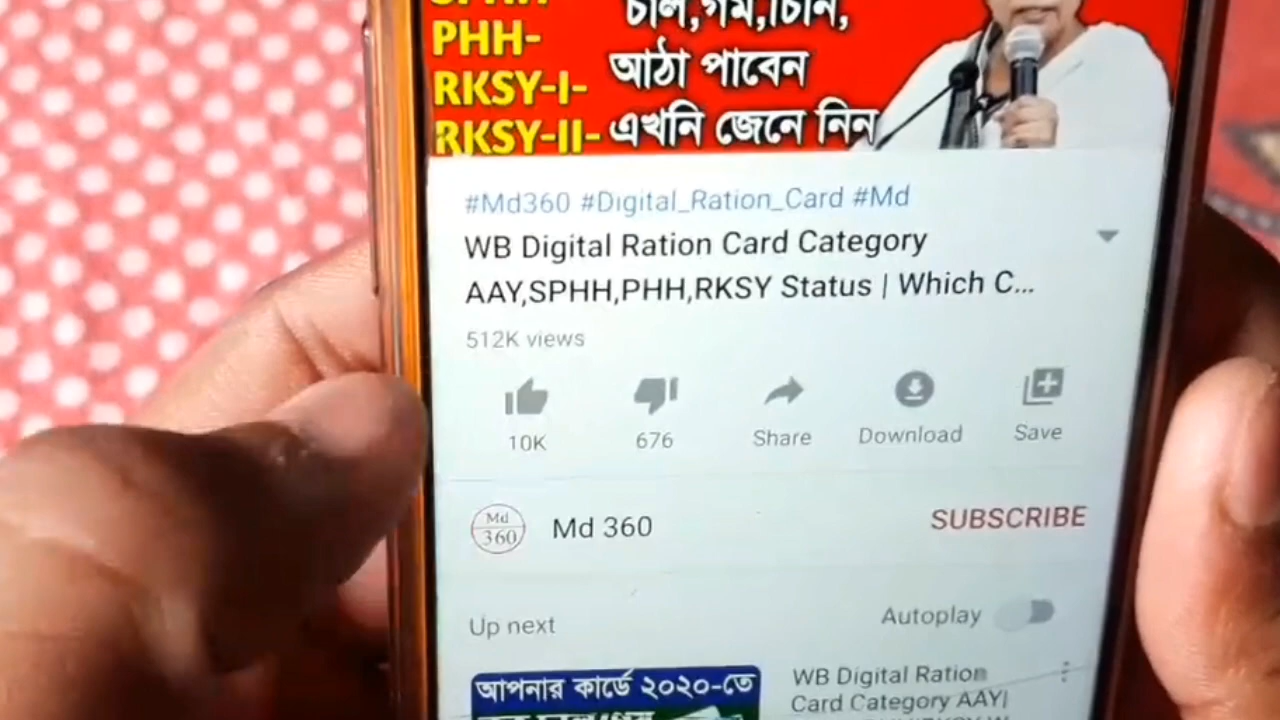 PHH-
RKSY-I-
RKSY-II-
চাল,গম,চিনি,
আঠা পাবেন
এখনি জেনে নিন
#Md360 #Digital_Ration_Card #Md
WB Digital Ration Card Category
AAY,SPHH,PHH,RKSY Status | Which C...
512K views
10K
676
Share
Download
Save
Md
360
Md 360
SUBSCRIBE
Up next
Autoplay
আপনার কার্ডে ২০২০-তে
WB Digital Ration
Card Category AAY|